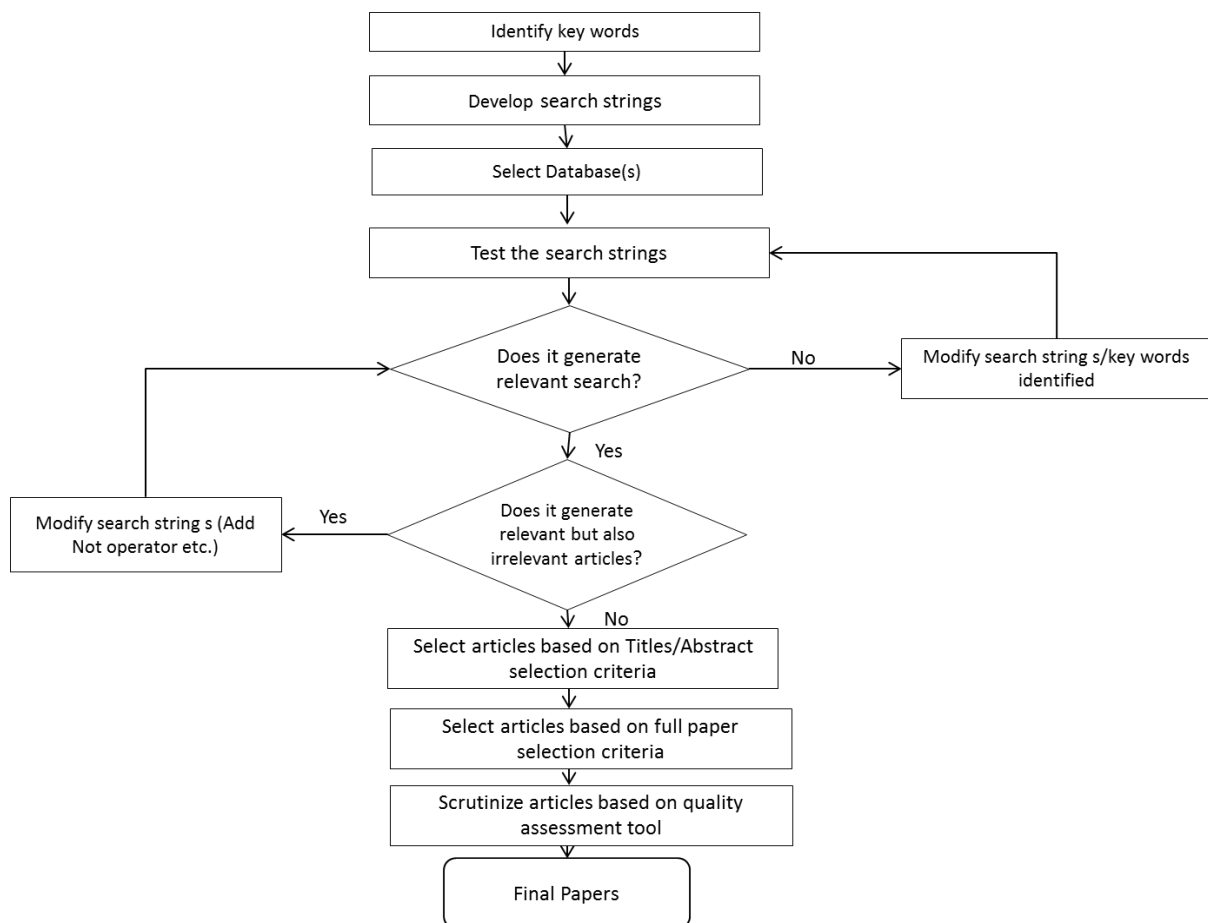 Identify key words
Develop search strings
Select Database(s)
Test the search strings
Does it generate
relevant search?
No
Modify search string s/key words
identified
Yes
Does it generate
relevant but also
irrelevant articles?
Yes
Modify search string s (Add
Not operator etc.)
No
Select articles based on Titles/Abstract
selection criteria
Select articles based on full paper
selection criteria
Scrutinize articles based on quality
assessment tool
Final Papers